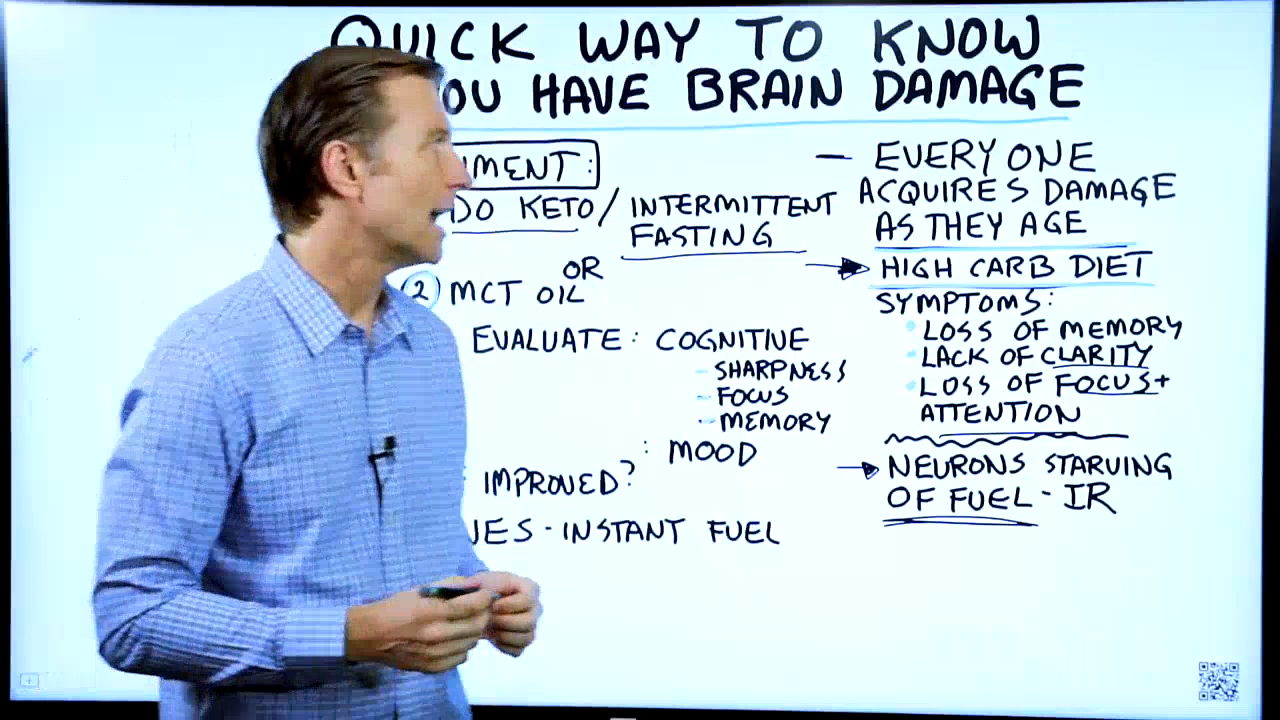 QUICK WAY TO KNOW
OU HAVE BRAIN DAMAGE
IMENT:
DO KETO/ INTERMITTENT
FASTING
OR
2 MCT OIL
EVALUATE: COGNITIVE
- SHARPNESS
- FOCUS
- MEMORY
: MOOD
: IMPROVED?
NES - INSTANT FUEL
— EVERYONE
ACQUIRES DAMAGE
AS THEY AGE
→ HIGH CARB DIET
SYMPTOMS:
• LOSS OF MEMORY
• LACK OF CLARITY
• LOSS OF FOCUS +
ATTENTION
→ NEURONS STARVING
OF FUEL - IR